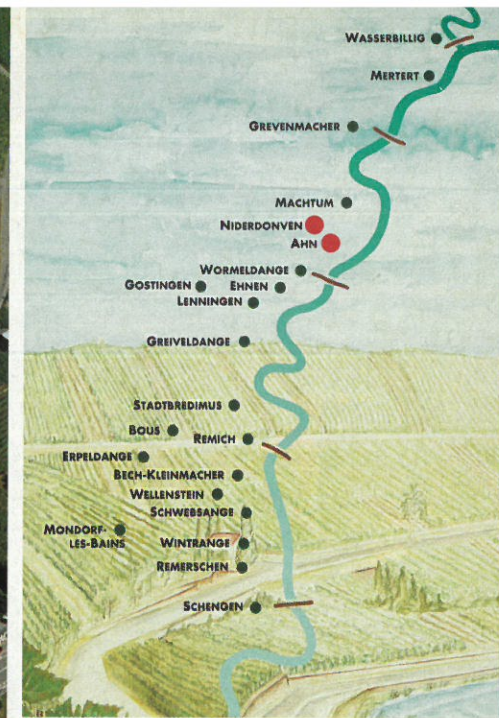 WASSERBILLIG
MERTERT
GREVENMACHER
MACHTUM
NIDERDONVEN
AHN
WORMELDANGE
GOSTINGEN
EHNEN
LENNINGEN
GREIVELDANGE
STADTBREDIMUS
BOUS
REMICH
ERPELDANGE
BECH-KLEINMACHER
WELLENSTEIN
SCHWEBSANGE
MONDORF-
LES-BAINS
WINTRANGE
REMERSCHEN
SCHENGEN